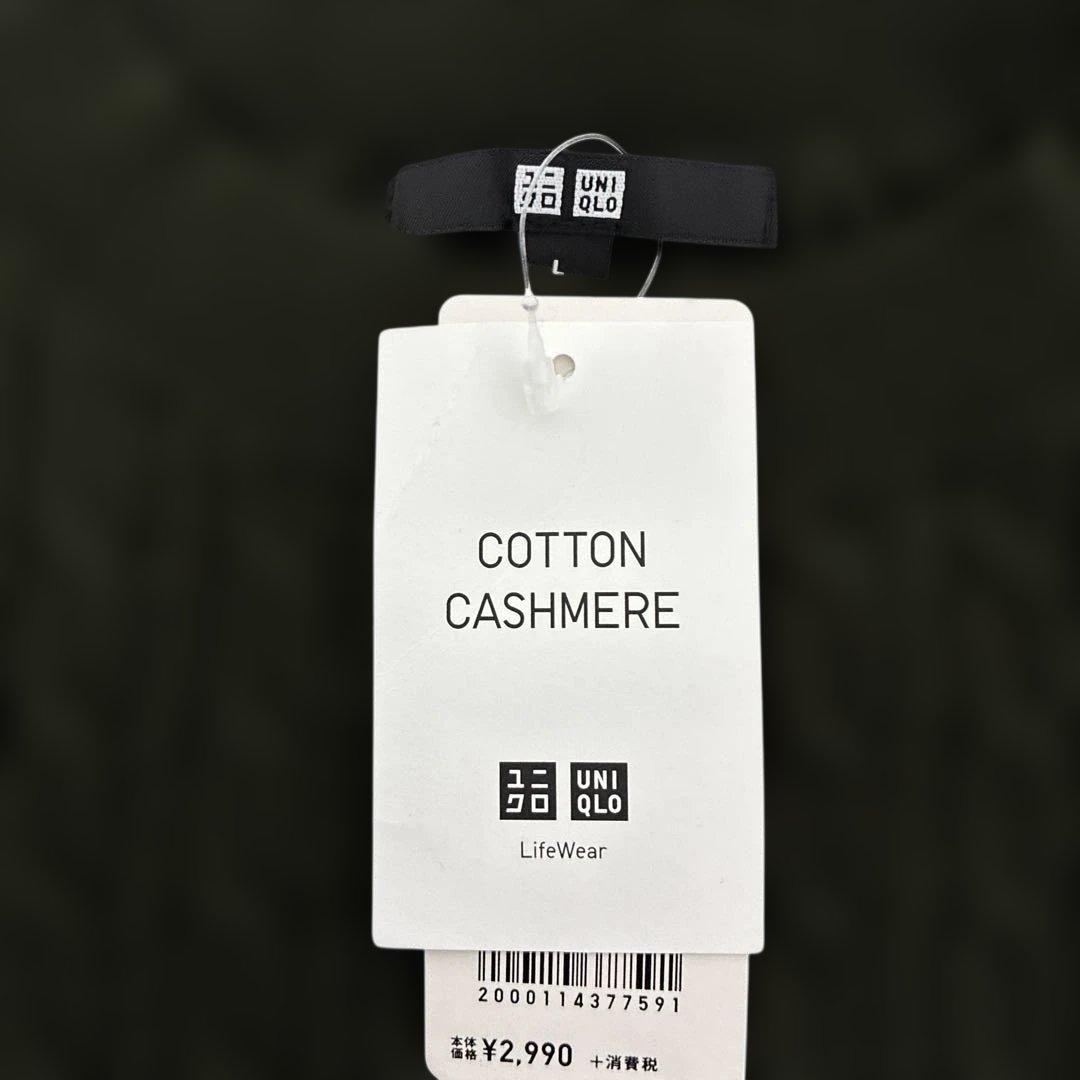 ユニ
クロ
UNI
QLO
L
COTTON
CASHMERE
ユニ
クロ
UNI
QLO
LifeWear
2000114377591
本体
価格 ¥2,990 +消費税